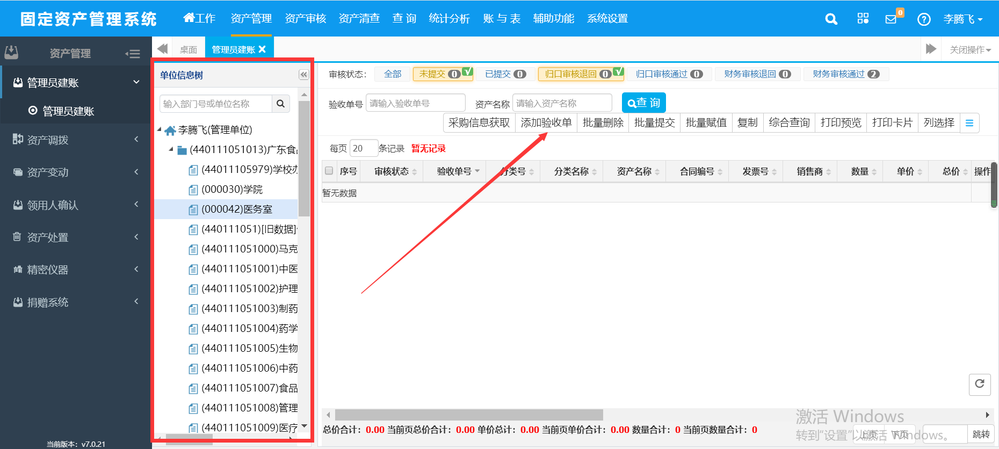 固定资产管理系统
工作 资产管理 资产审核 资产清查 查 询 统计分析 账 与 表 辅助功能 系统设置
0
李腾飞
资产管理
桌面 管理员建账
关闭操作
管理员建账
管理员建账
资产调拨
资产变动
领用人确认
资产处置
精密仪器
捐赠系统
当前版本：v7.0.21
单位信息树
输入部门号或单位名称
李腾飞(管理单位)
(440111051013)广东食
(44011105979)学校
(000030)学院
(000042)医务室
(440111051)[旧数据]
(440111051000)马克
(440111051001)中医
(440111051002)护理
(440111051003)制药
(440111051004)药学
(440111051005)生物
(440111051006)中药
(440111051007)食品
(440111051008)管理
(440111051009)医疗
审核状态： 全部 未提交 0 已提交 0 归口审核退回 0 归口审核通过 0 财务审核退回 0 财务审核通过 2
验收单号 请输入验收单号 资产名称 请输入资产名称 查 询
采购信息获取 添加验收单 批量删除 批量提交 批量赋值 复制 综合查询 打印预览 打印卡片 列选择
每页 20 条记录 暂无记录
序号 审核状态 验收单号 分类号 分类名称 资产名称 合同编号 发票号 销售商 数量 单价 总价 操作
暂无数据
总价合计：0.00 当前页总价合计：0.00 单价总计：0.00 当前页单价合计：0.00 数量合计：0 当前页数量合计：0
激活 Windows
转到"设置"以激活 Windows。
上页 下页 跳转